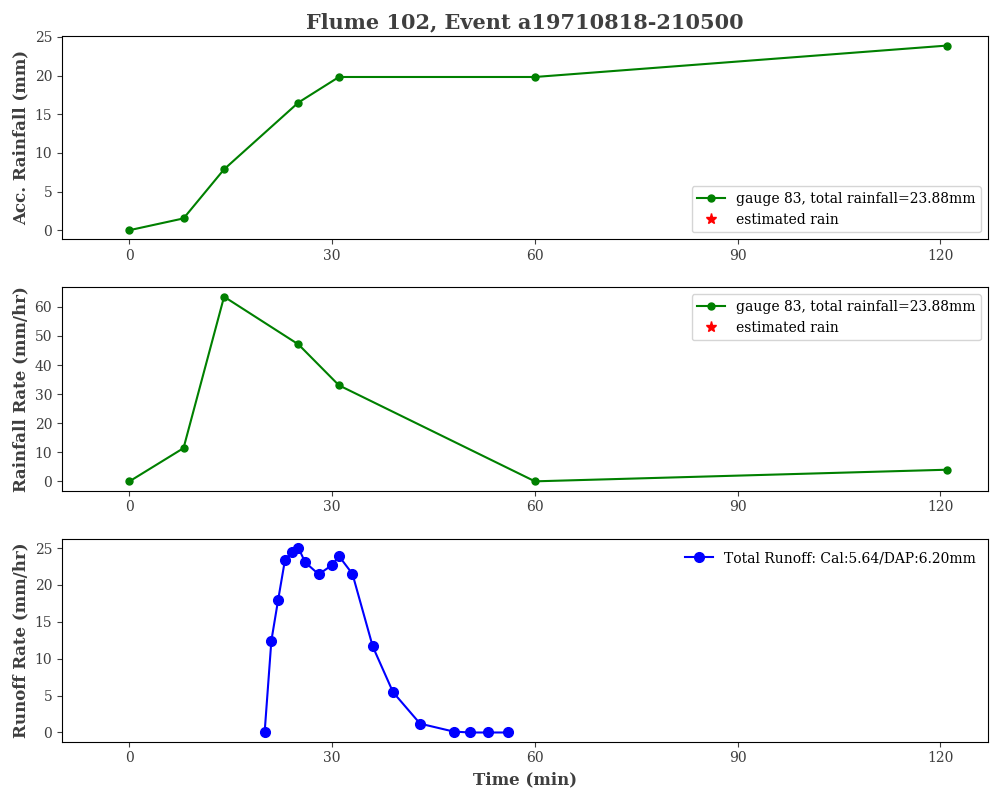 Flume 102, Event a19710818-210500
Acc. Rainfall (mm)
25
20
15
10
5
0
gauge 83, total rainfall=23.88mm
estimated rain
0 30 60 90 120
Rainfall Rate (mm/hr)
60
50
40
30
20
10
0
gauge 83, total rainfall=23.88mm
estimated rain
0 30 60 90 120
Runoff Rate (mm/hr)
25
20
15
10
5
0
Total Runoff: Cal:5.64/DAP:6.20mm
0 30 60 90 120
Time (min)